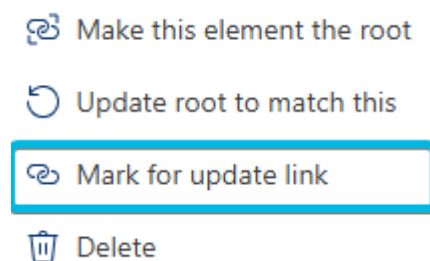 Make this element the root
Update root to match this
Mark for update link
Delete